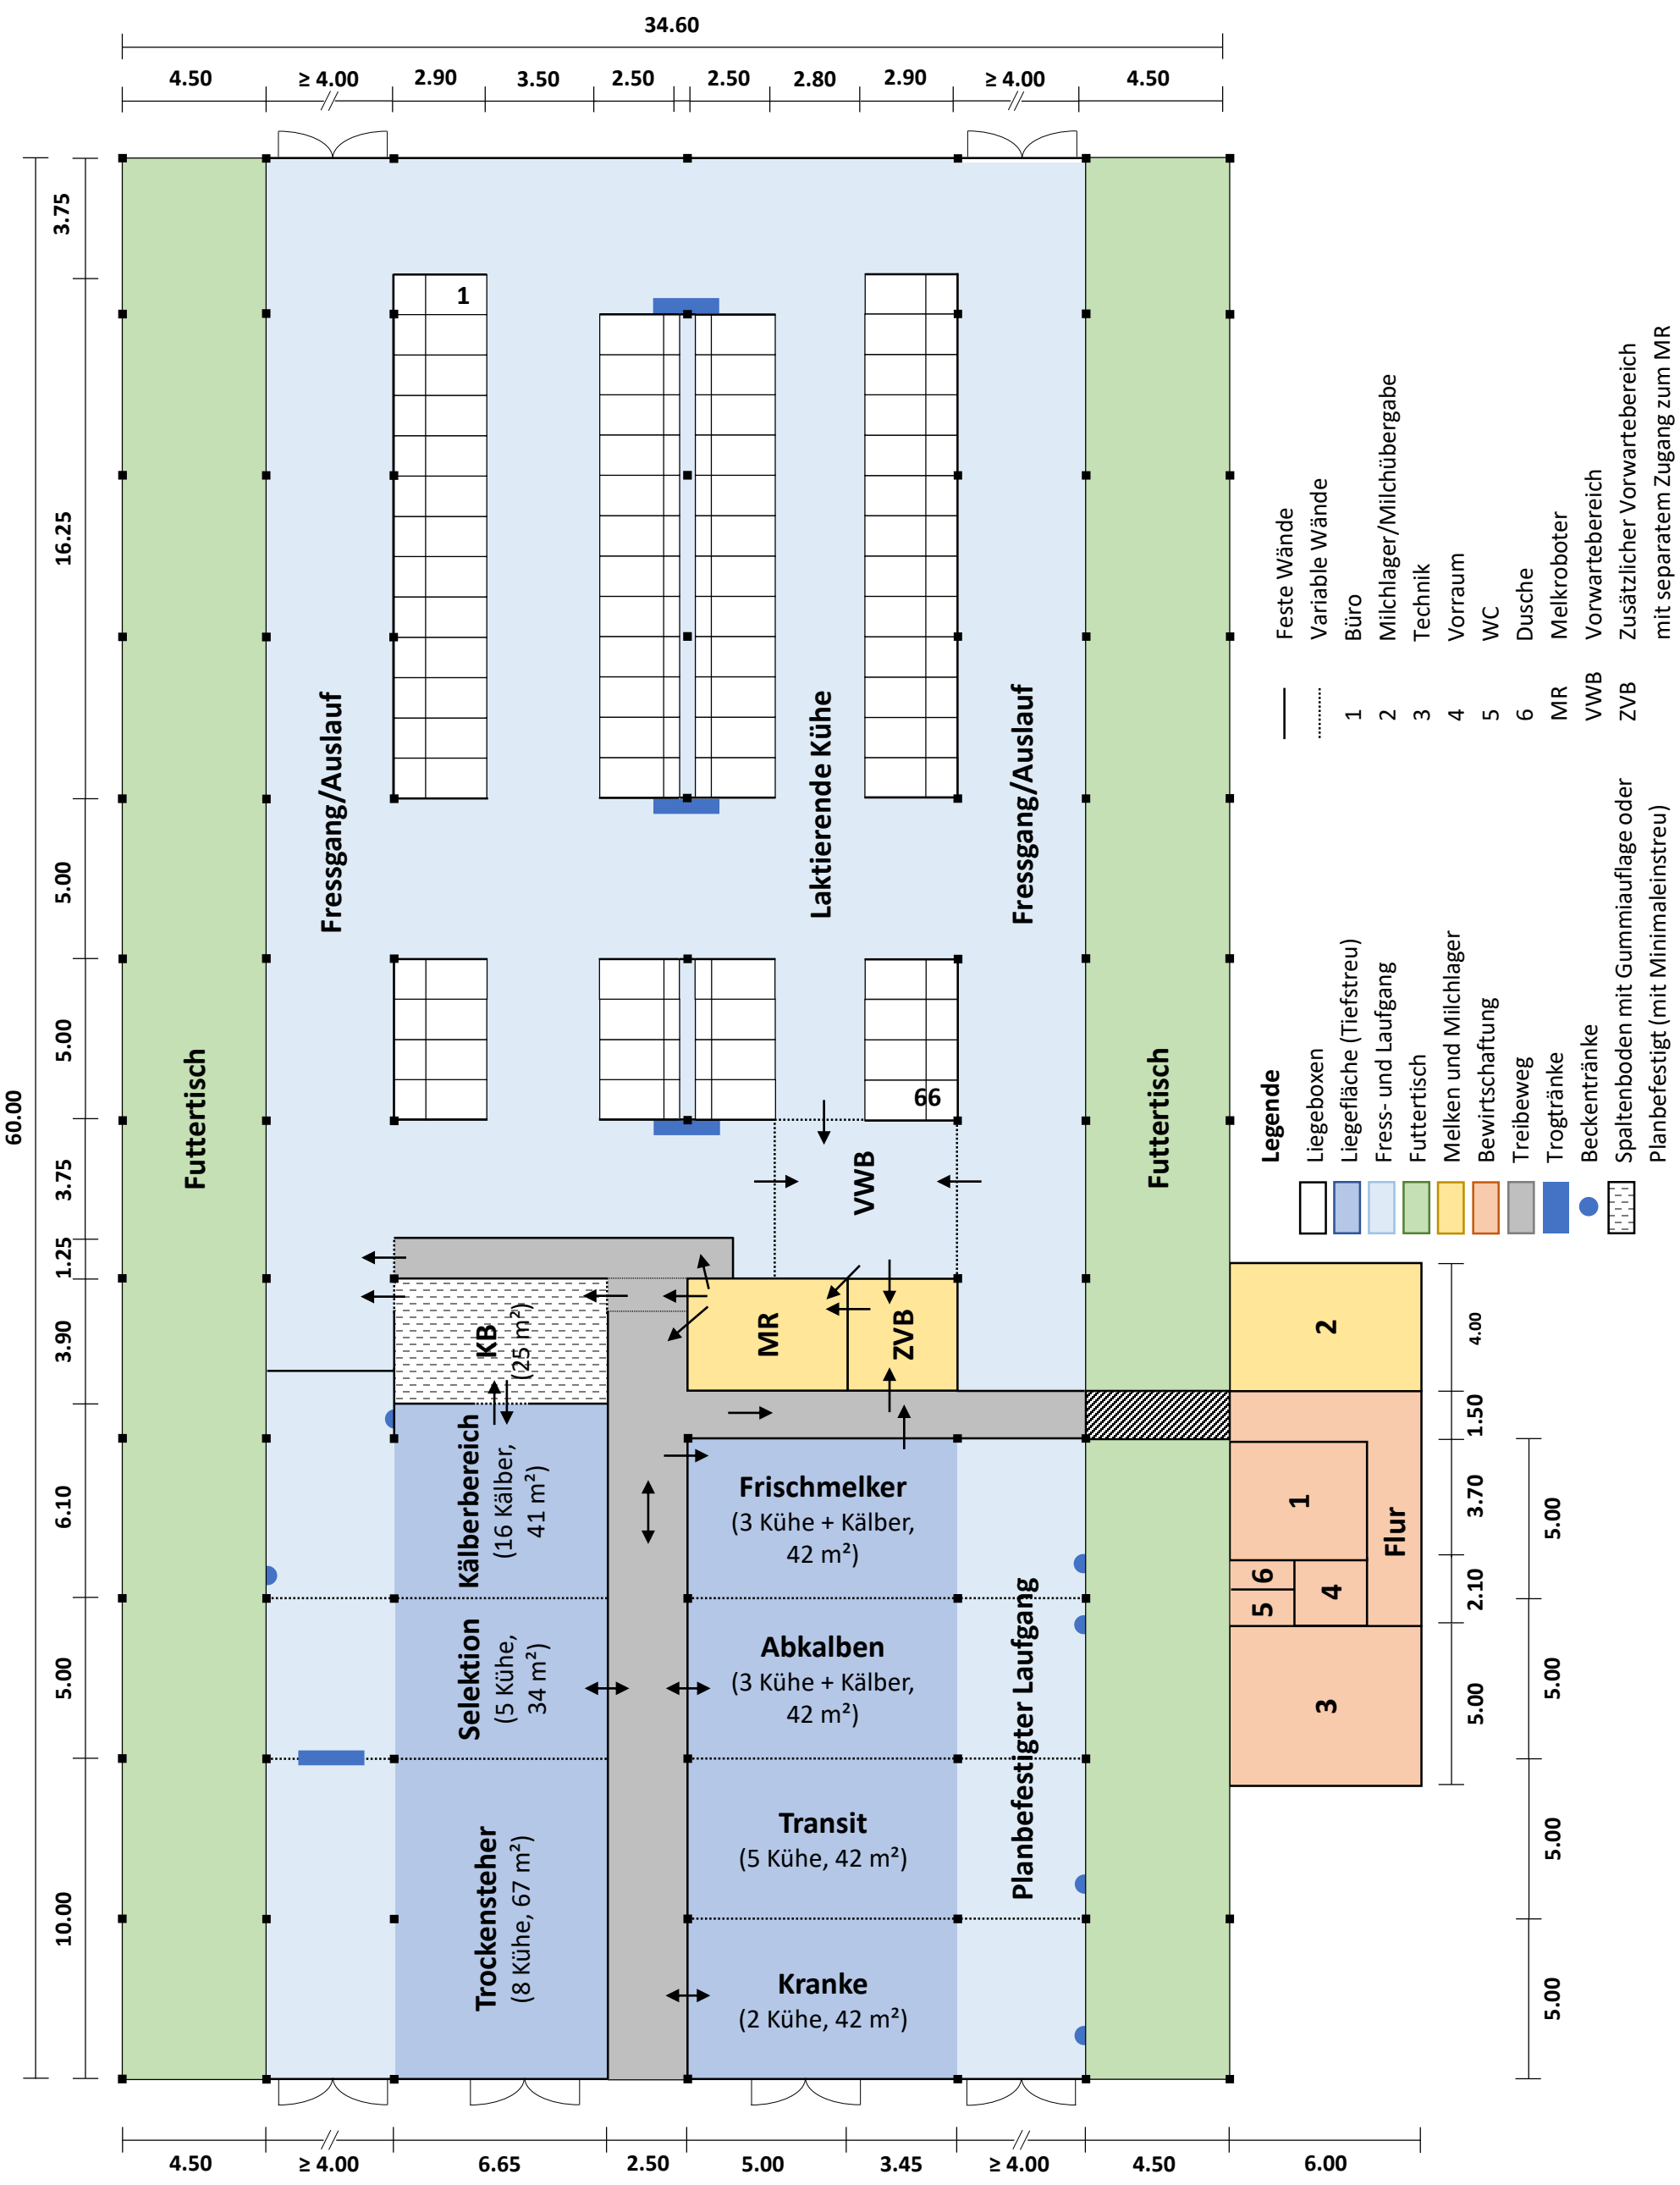 34.60
4.50
≥ 4.00
2.90
3.50
2.50
2.50
2.80
2.90
≥ 4.00
4.50
60.00
3.75
16.25
5.00
5.00
3.75
1.25
3.90
6.10
5.00
10.00
Futtertisch
Fressgang/Auslauf
1
Laktierende Kühe
Fressgang/Auslauf
66
Futtertisch
VWB
KB
(25 m²)
MR
ZVB
Kälberbereich
(16 Kälber,
41 m²)
Frischmelker
(3 Kühe + Kälber,
42 m²)
Selektion
(5 Kühe,
34 m²)
Abkalben
(3 Kühe + Kälber,
42 m²)
Planbefestigter Laufgang
Trockensteher
(8 Kühe, 67 m²)
Transit
(5 Kühe, 42 m²)
Kranke
(2 Kühe, 42 m²)
2
Flur
1
6
5
4
3
4.00
1.50
3.70
2.10
5.00
5.00
5.00
5.00
5.00
4.50
≥ 4.00
6.65
2.50
5.00
3.45
≥ 4.00
4.50
6.00
Legende
Liegeboxen
Liegefläche (Tiefstreu)
Fress- und Laufgang
Futtertisch
Melken und Milchlager
Bewirtschaftung
Treibeweg
Trogtränke
Beckentränke
Spaltenboden mit Gummiauflage oder
Planbefestigt (mit Minimaleinstreu)
Feste Wände
Variable Wände
1 Büro
2 Milchlager/Milchübergabe
3 Technik
4 Vorraum
5 WC
6 Dusche
MR Melkroboter
VWB Vorwartebereich
ZVB Zusätzlicher Vorwartebereich
mit separatem Zugang zum MR